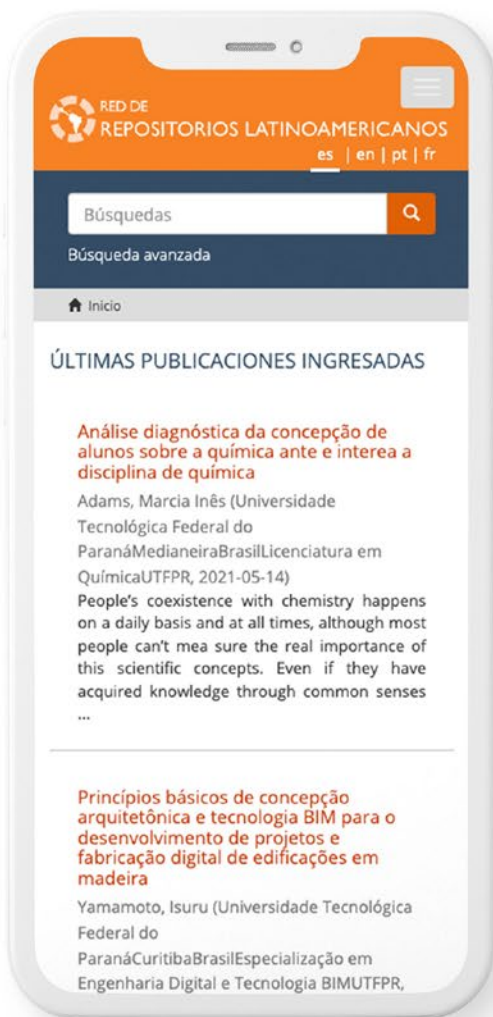 RED DE
REPOSITORIOS LATINOAMERICANOS
es | en | pt | fr
Búsquedas
Búsqueda avanzada
Inicio
ÚLTIMAS PUBLICACIONES INGRESADAS
Análise diagnóstica da concepção de
alunos sobre a química ante e interea a
disciplina de química
Adams, Marcia Inês (Universidade
Tecnológica Federal do
ParanáMedianeiraBrasilLicenciatura em
QuímicaUTFPR, 2021-05-14)
People's coexistence with chemistry happens
on a daily basis and at all times, although most
people can't mea sure the real importance of
this scientific concepts. Even if they have
acquired knowledge through common senses
...
Princípios básicos de concepção
arquitetônica e tecnologia BIM para o
desenvolvimento de projetos e
fabricação digital de edificações em
madeira
Yamamoto, Isuru (Universidade Tecnológica
Federal do
ParanáCuritibaBrasilEspecialização em
Engenharia Digital e Tecnologia BIMUTFPR,